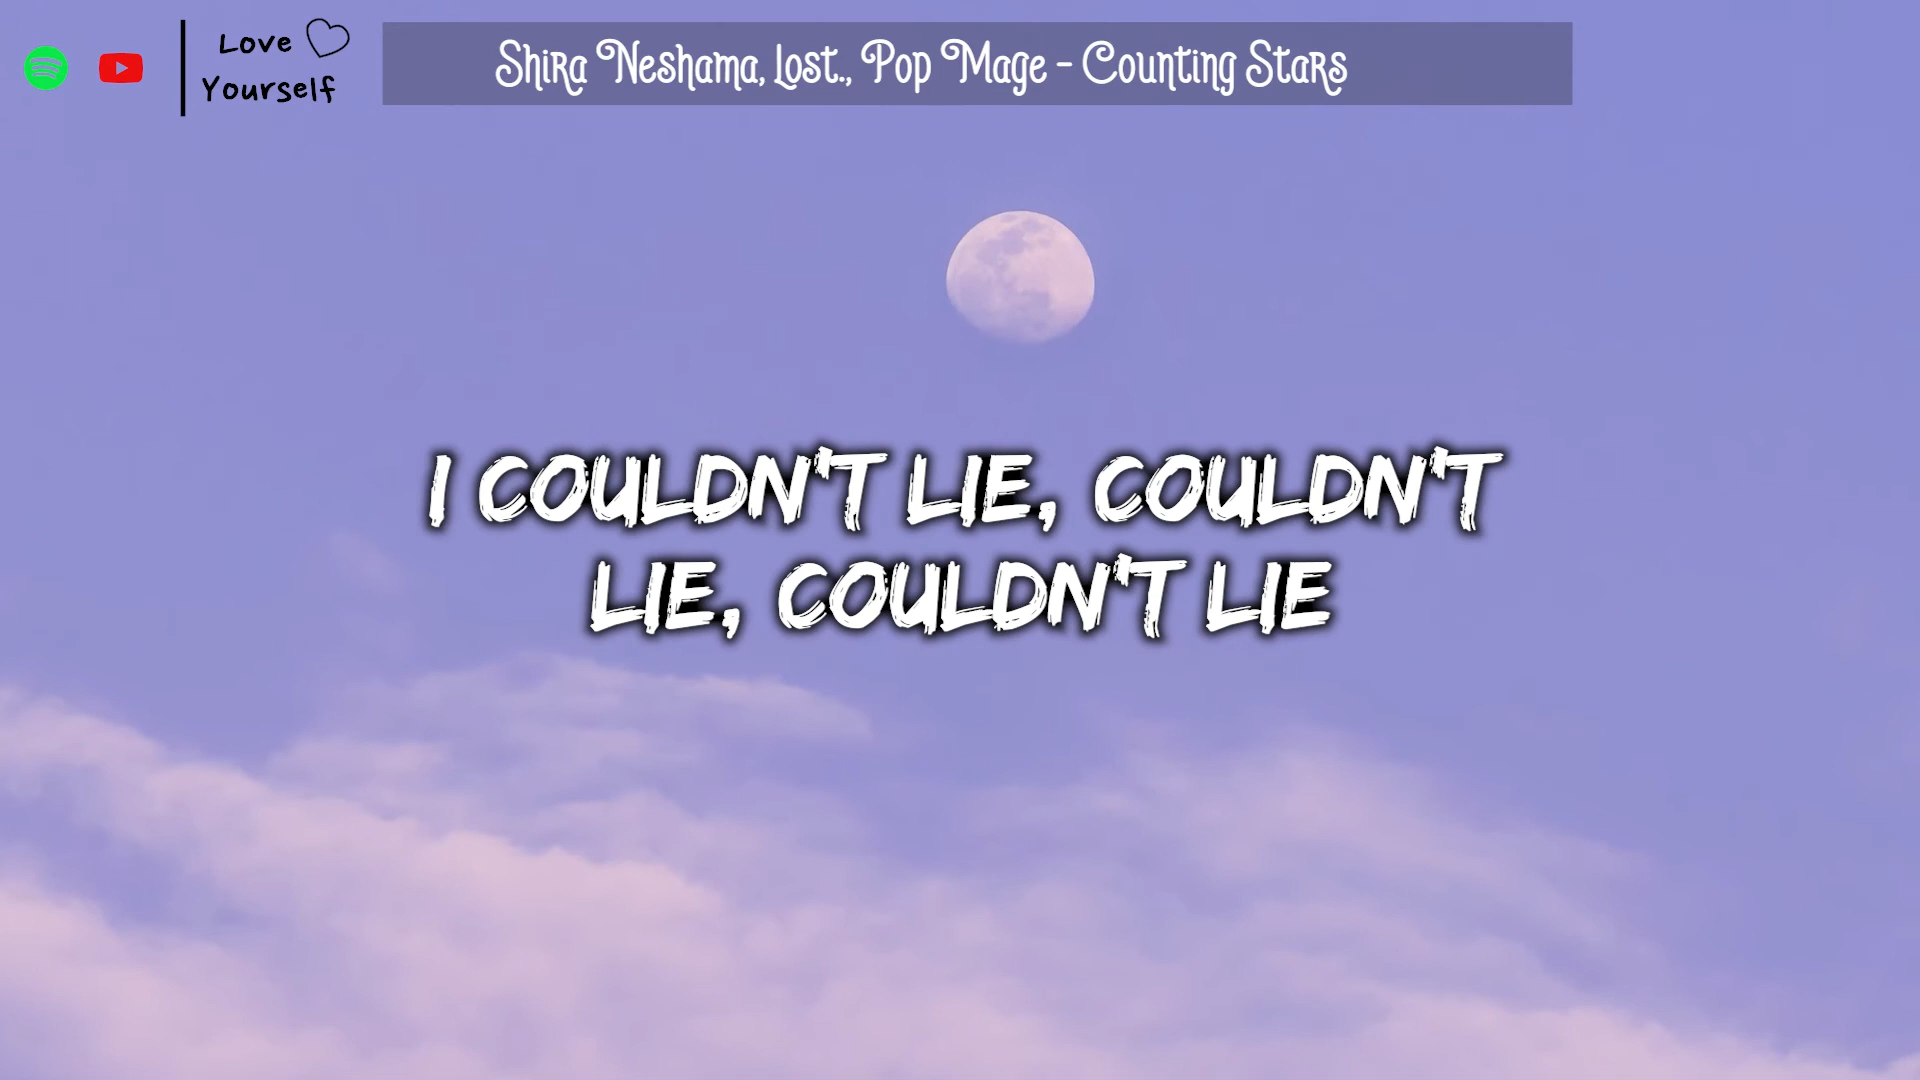 Love
Yourself
Shira Neshama, Lost., Pop Mage - Counting Stars
I COULDN'T LIE, COULDN'T
LIE, COULDN'T LIE